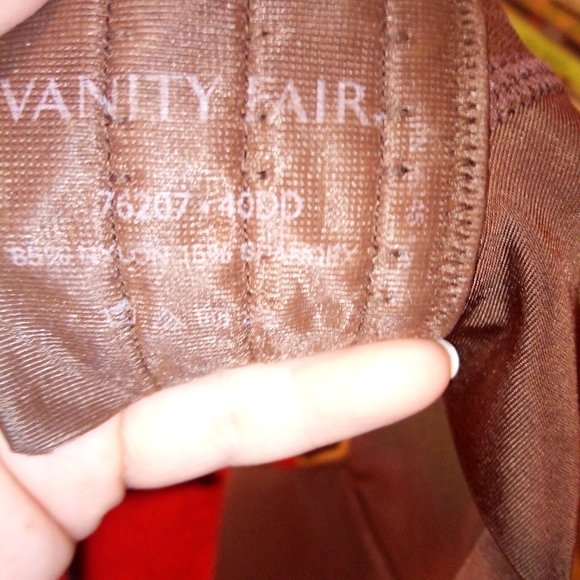 VANITY FAIR.
76207 • 40DD
85% NYLON 15% SPANDEX